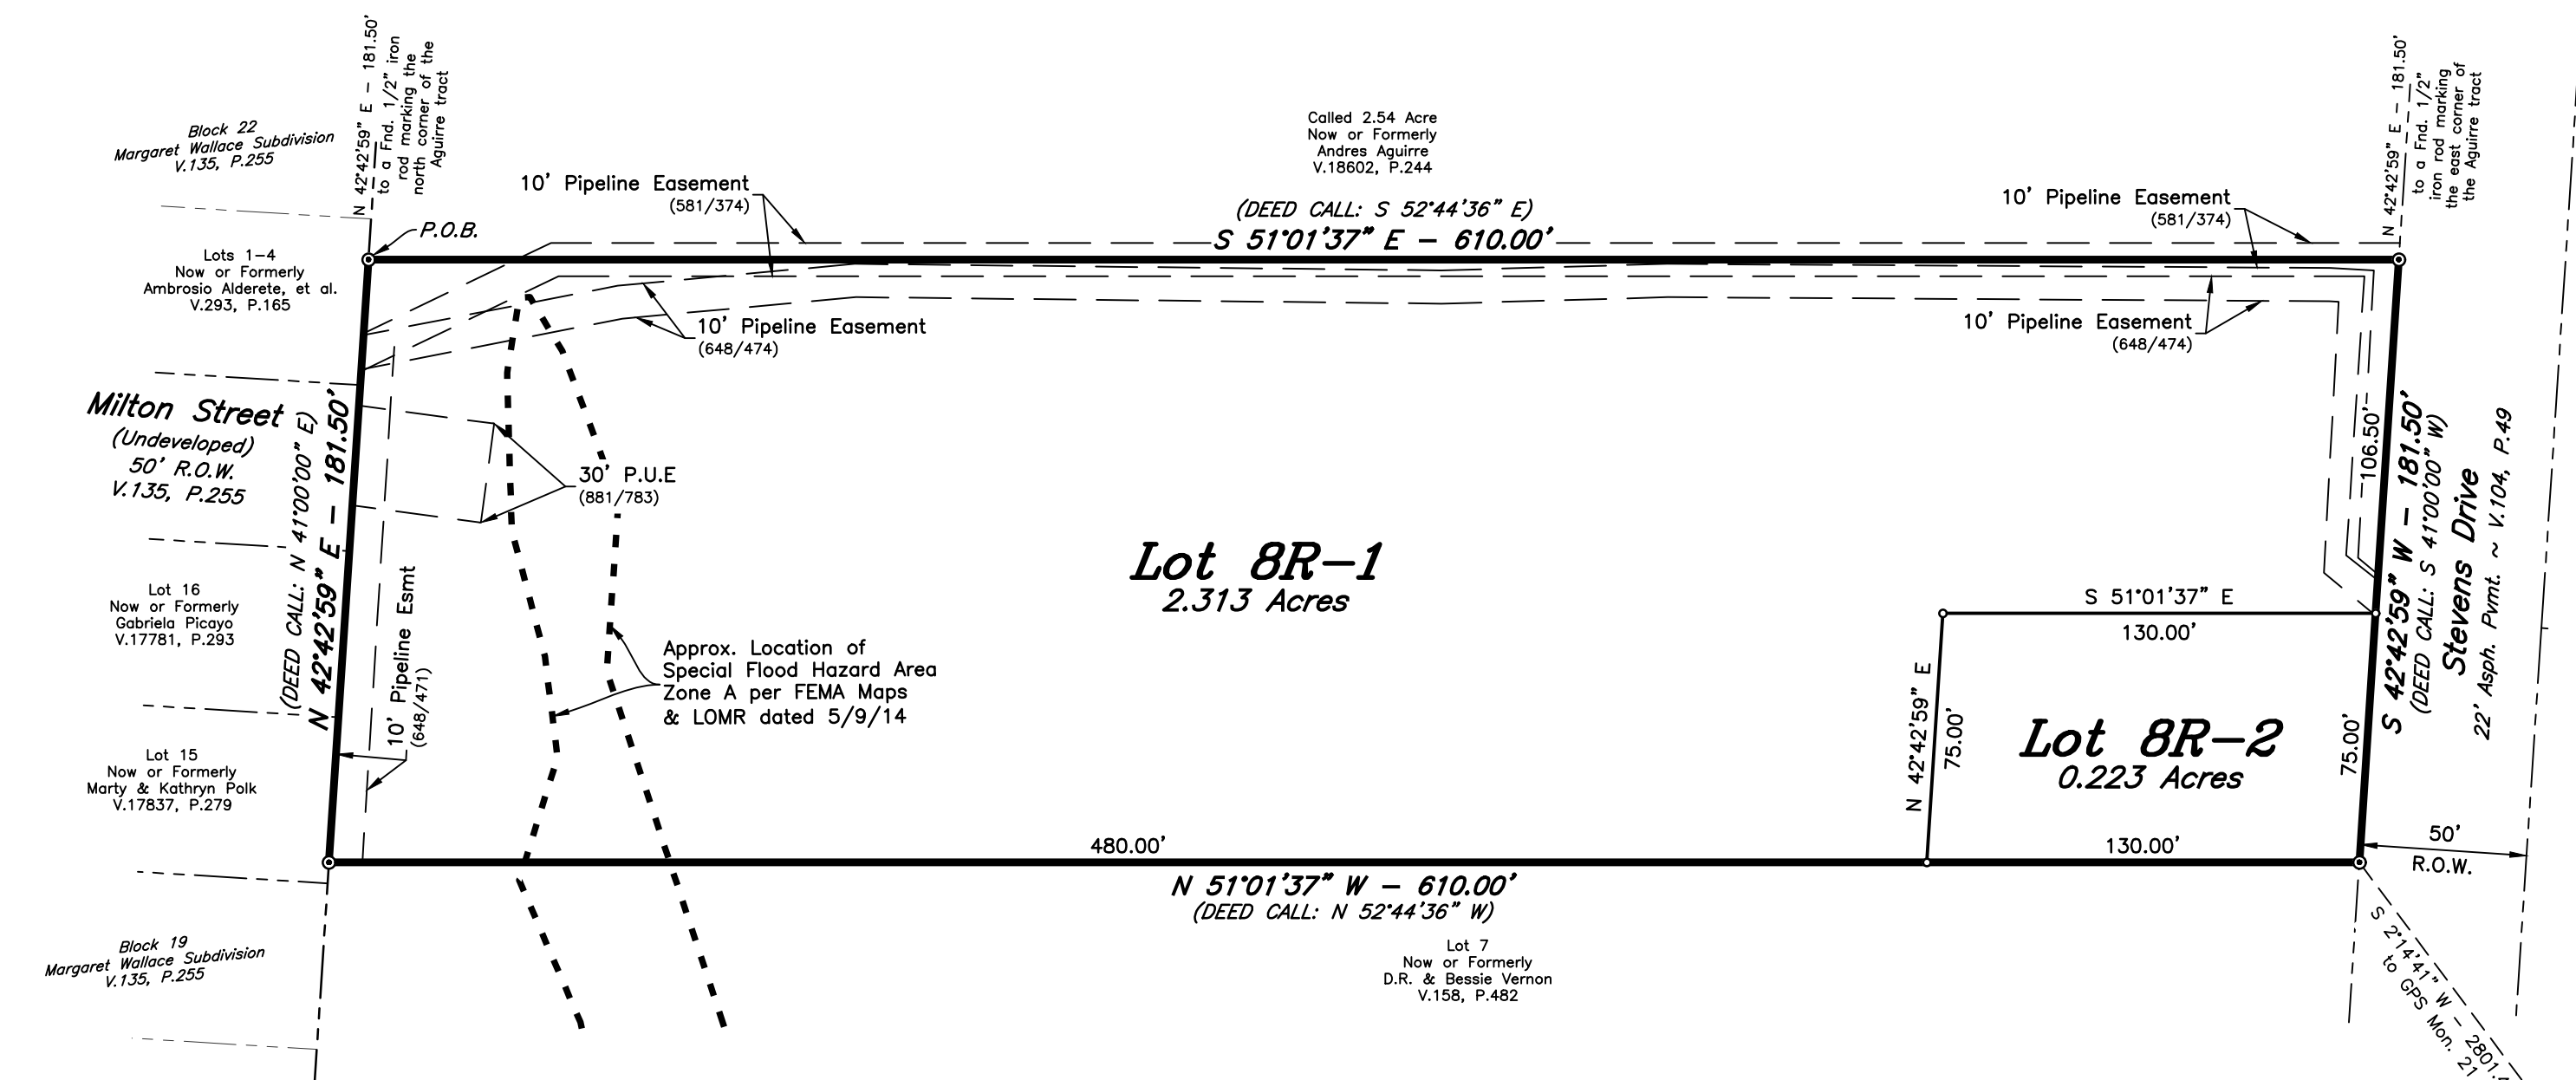 N 42°42'59" E - 181.50'
to a Fnd. 1/2" iron
rod marking the
north corner of the
Aguirre tract
Block 22
Margaret Wallace Subdivision
V.135, P.255
Called 2.54 Acre
Now or Formerly
Andres Aguirre
V.18602, P.244
N 42°42'59" E - 181.50'
to a Fnd. 1/2"
iron rod marking
the east corner of
the Aguirre tract
10' Pipeline Easement
(581/374)
(DEED CALL: S 52°44'36" E)
S 51°01'37" E - 610.00'
10' Pipeline Easement
(581/374)
P.O.B.
Lots 1-4
Now or Formerly
Ambrosio Alderete, et al.
V.293, P.165
10' Pipeline Easement
(648/474)
10' Pipeline Easement
(648/474)
Milton Street
(Undeveloped)
50' R.O.W.
V.135, P.255
(DEED CALL: N 41°00'00" E)
N 42°42'59" E - 181.50'
30' P.U.E
(881/783)
106.50'
S 42°42'59" W - 181.50'
(DEED CALL: S 41°00'00" W)
Stevens Drive
22' Asph. Pvmt. ~ V.104, P.49
Lot 8R-1
2.313 Acres
Lot 16
Now or Formerly
Gabriela Picayo
V.17781, P.293
10' Pipeline Esmt
(648/471)
Approx. Location of
Special Flood Hazard Area
Zone A per FEMA Maps
& LOMR dated 5/9/14
S 51°01'37" E
130.00'
N 42°42'59" E
75.00'
Lot 8R-2
0.223 Acres
75.00'
Lot 15
Now or Formerly
Marty & Kathryn Polk
V.17837, P.279
480.00'
130.00'
50'
R.O.W.
N 51°01'37" W - 610.00'
(DEED CALL: N 52°44'36" W)
Block 19
Margaret Wallace Subdivision
V.135, P.255
Lot 7
Now or Formerly
D.R. & Bessie Vernon
V.158, P.482
S 2°14'41" W - 2801.
to GPS Mon. 21